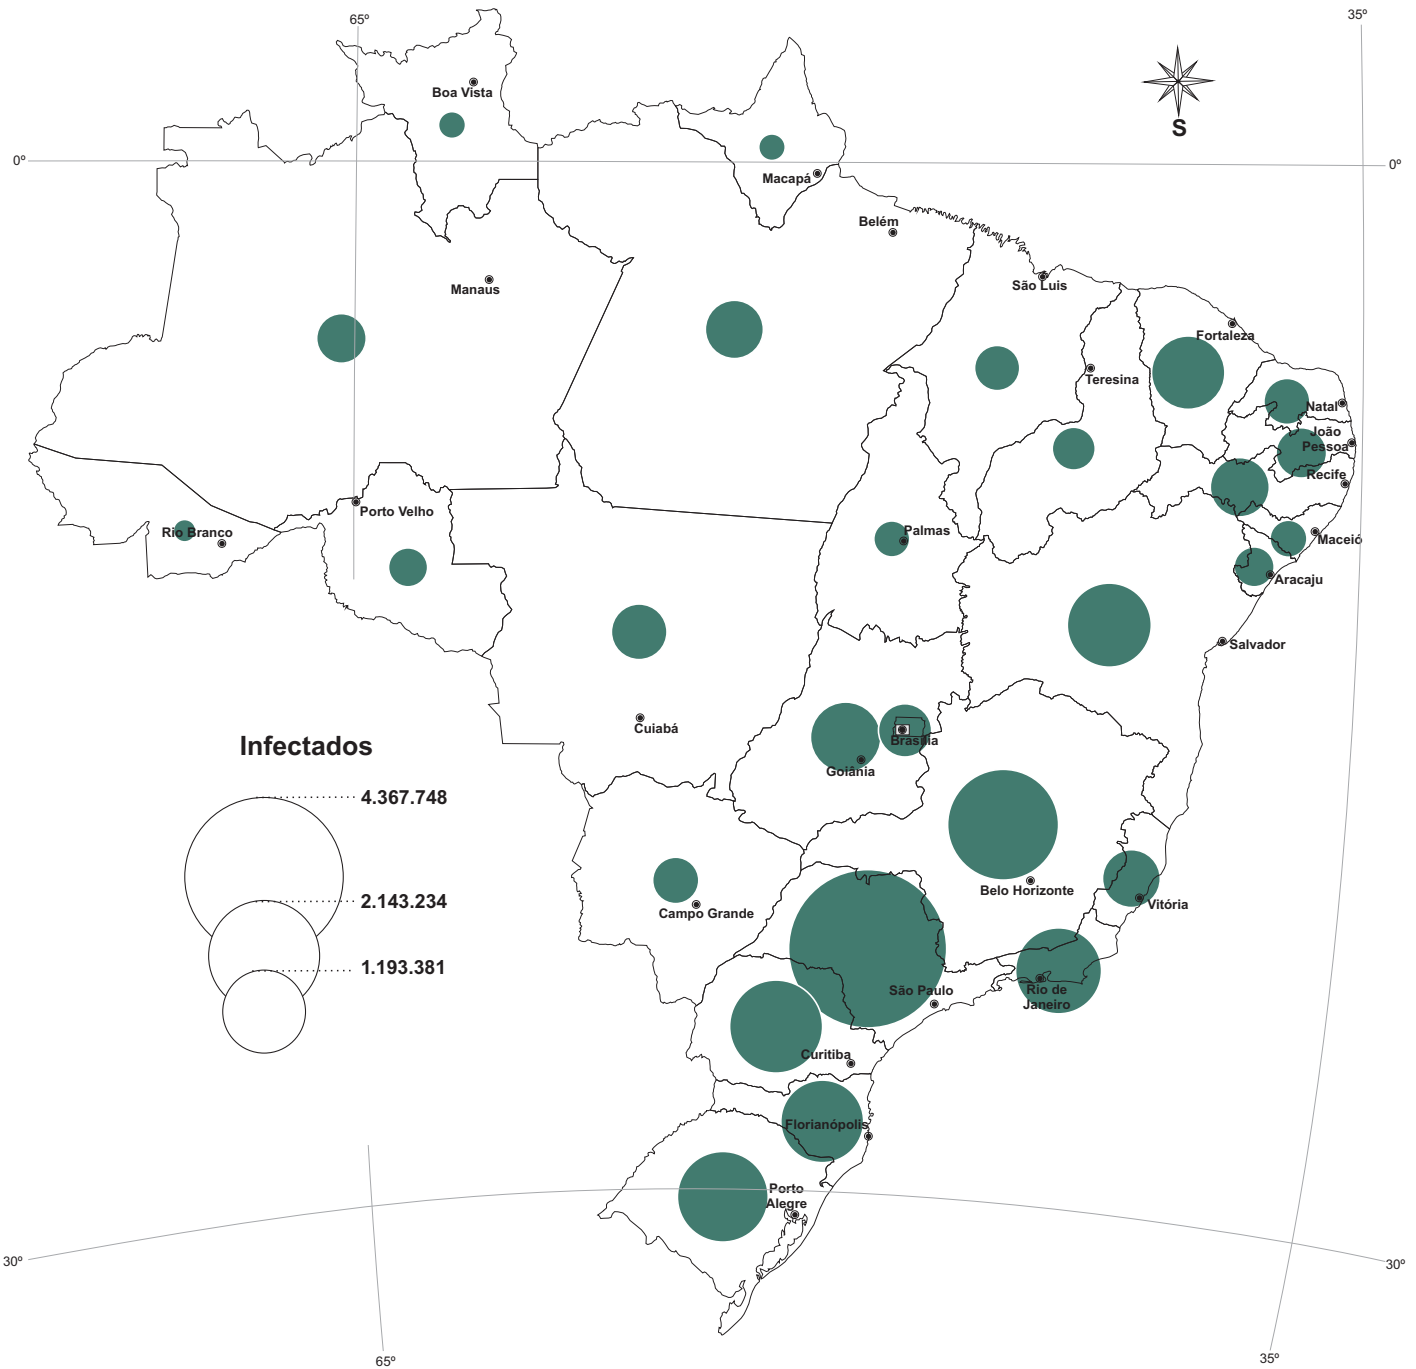 65º
35º
Boa Vista
S
0º
0º
Macapá
Belém
São Luis
Manaus
Fortaleza
Teresina
Natal
João
Pessoa
Recife
Porto Velho
Rio Branco
Palmas
Maceió
Aracaju
Salvador
Cuiabá
Brasília
Goiânia
Infectados
4.367.748
2.143.234
1.193.381
Belo Horizonte
Vitória
Campo Grande
São Paulo
Rio de
Janeiro
Curitiba
Florianópolis
Porto
Alegre
30º
30º
65º
35º